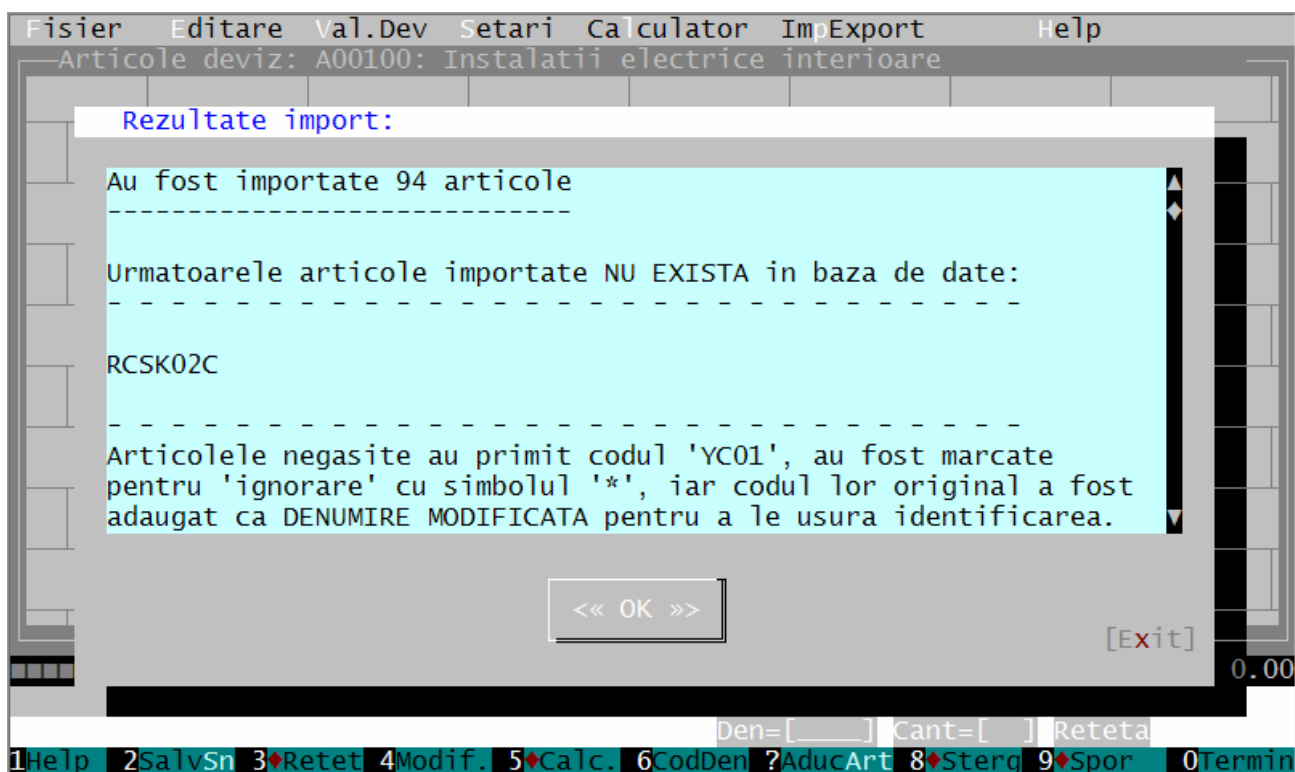 Fisier Editare Val.Dev Setari Calculator ImpExport Help
Articole deviz: A00100: Instalatii electrice interioare
Rezultate import:
Au fost importate 94 articole
-----------------------------
Urmatoarele articole importate NU EXISTA in baza de date:
- - - - - - - - - - - - - - - - - - - - - - - - - - - - -
RCSK02C
- - - - - - - - - - - - - - - - - - - - - - - - - - - - -
Articolele negasite au primit codul 'YC01', au fost marcate
pentru 'ignorare' cu simbolul '*', iar codul lor original a fost
adaugat ca DENUMIRE MODIFICATA pentru a le usura identificarea.
<« OK »>
[Exit]
0.00
Den=[____] Cant=[ ] Reteta
1Help 2SalvSn 3♦Retet 4Modif. 5♦Calc. 6CodDen ?AducArt 8♦Sterg 9♦Spor 0Termin